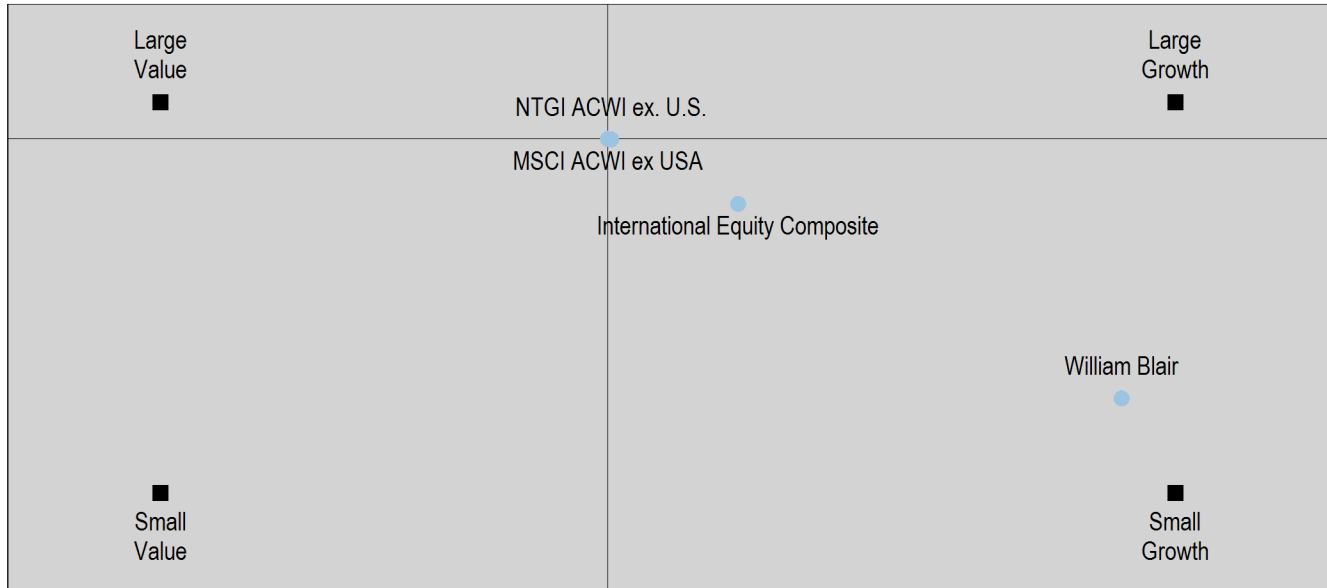 Large
Value
Large
Growth
NTGI ACWI ex. U.S.
MSCI ACWI ex USA
International Equity Composite
William Blair
Small
Value
Small
Growth